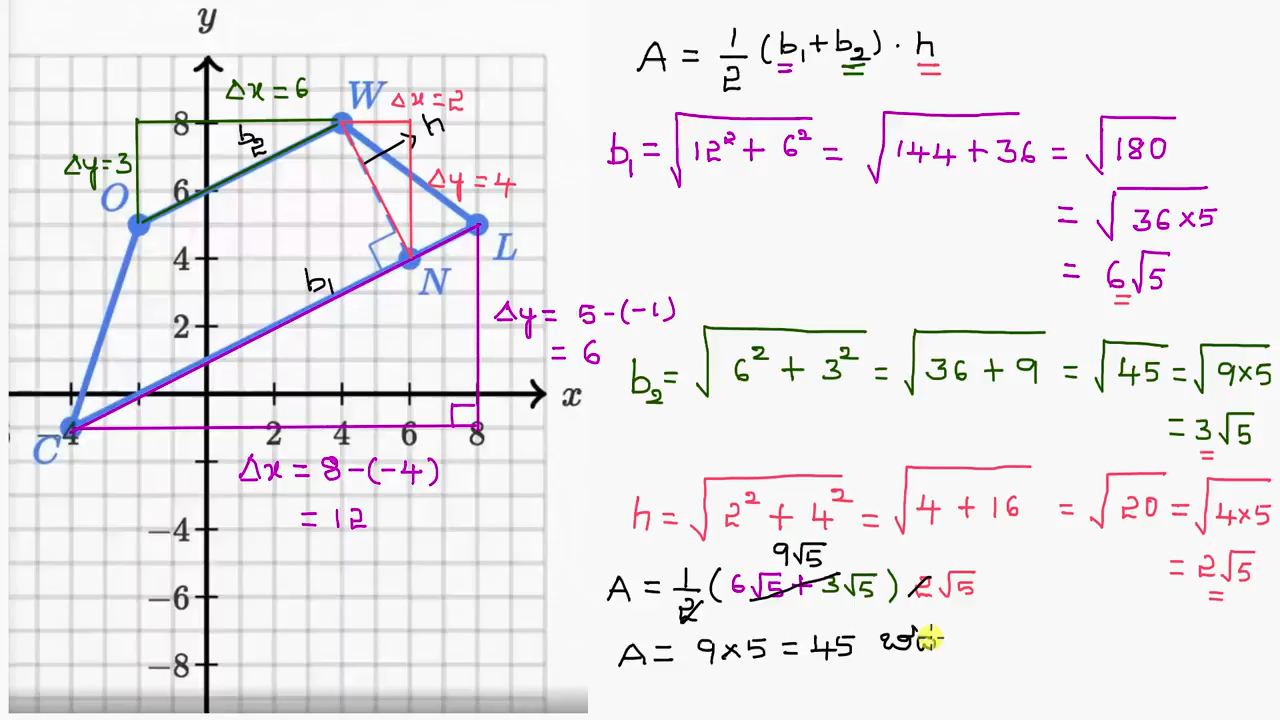 y
Δx = 6
W
Δx = 2
h
8
b₂
Δy = 3
Δy = 4
6
O
L
4
N
b₁
Δy = 5 - (-1)
= 6
2
x
-4 2 4 6 8
C
Δx = 8 - (-4)
= 12
-4
-6
-8
A = 1/2 (b₁ + b₂) · h
b₁ = √(12² + 6²) = √(144 + 36) = √180
= √(36 × 5)
= 6√5
b₂ = √(6² + 3²) = √(36 + 9) = √45 = √(9×5)
= 3√5
h = √(2² + 4²) = √(4 + 16) = √20 = √(4×5)
= 2√5
9√5
A = 1/2 (6√5 + 3√5) 2√5
A = 9 × 5 = 45